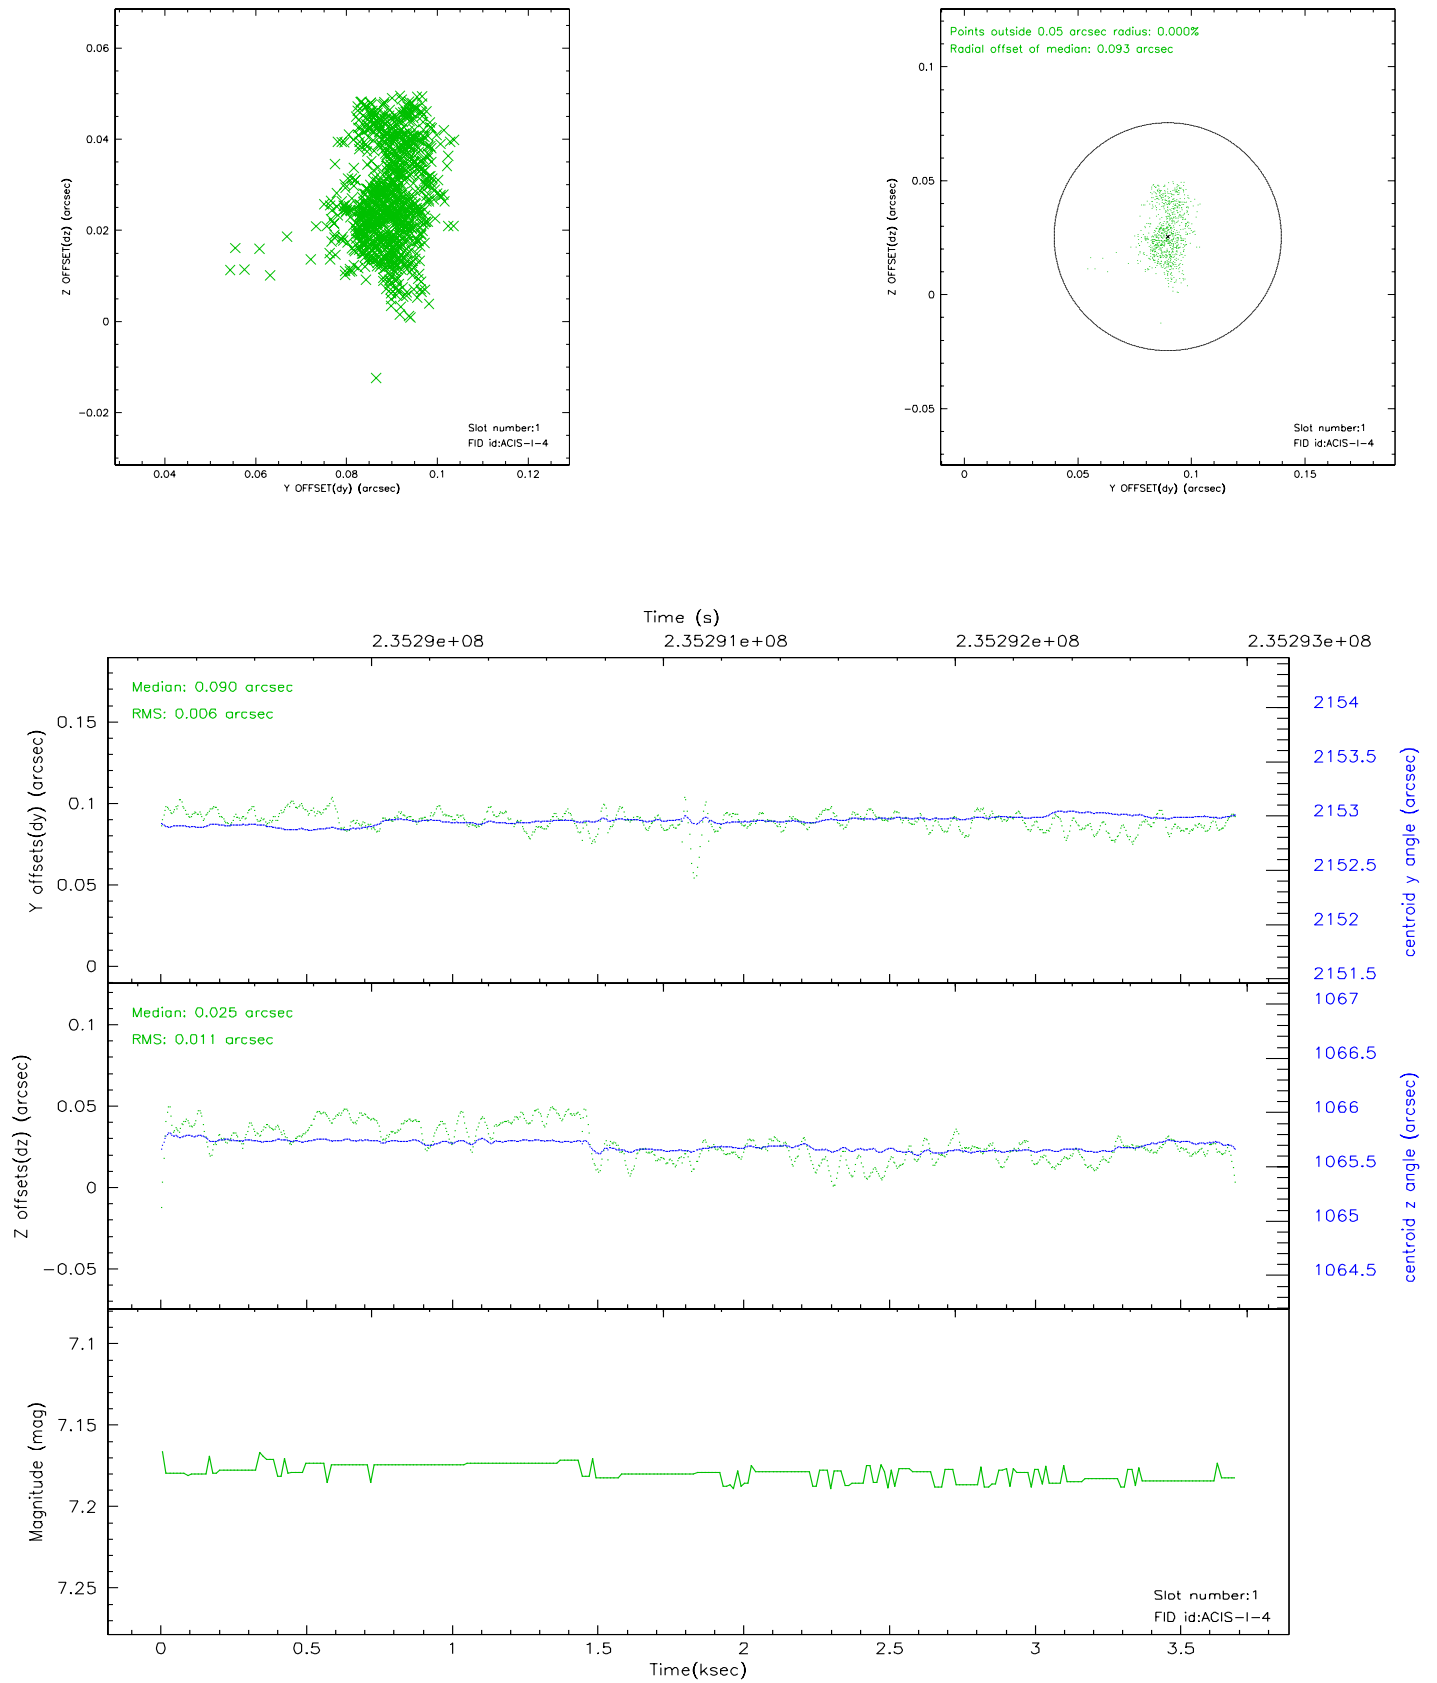 0.06
0.04
0.02
0
−0.02
Z OFFSET(dz) (arcsec)
Slot number:1
FID id:ACIS−I−4
0.04 0.06 0.08 0.1 0.12
Y OFFSET(dy) (arcsec)
Points outside 0.05 arcsec radius: 0.000%
Radial offset of median: 0.093 arcsec
0.1
0.05
0
−0.05
Z OFFSET(dz) (arcsec)
Slot number:1
FID id:ACIS−I−4
0 0.05 0.1 0.15
Y OFFSET(dy) (arcsec)
Time (s)
2.3529e+08 2.35291e+08 2.35292e+08 2.35293e+08
Median: 0.090 arcsec
RMS: 0.006 arcsec
0.15
0.1
0.05
0
Y offsets(dy) (arcsec)
2154
2153.5
2153
2152.5
2152
2151.5
centroid y angle (arcsec)
Median: 0.025 arcsec
RMS: 0.011 arcsec
0.1
0.05
0
−0.05
Z offsets(dz) (arcsec)
1067
1066.5
1066
1065.5
1065
1064.5
centroid z angle (arcsec)
7.1
7.15
7.2
7.25
Magnitude (mag)
Slot number:1
FID id:ACIS−I−4
0 0.5 1 1.5 2 2.5 3 3.5
Time(ksec)